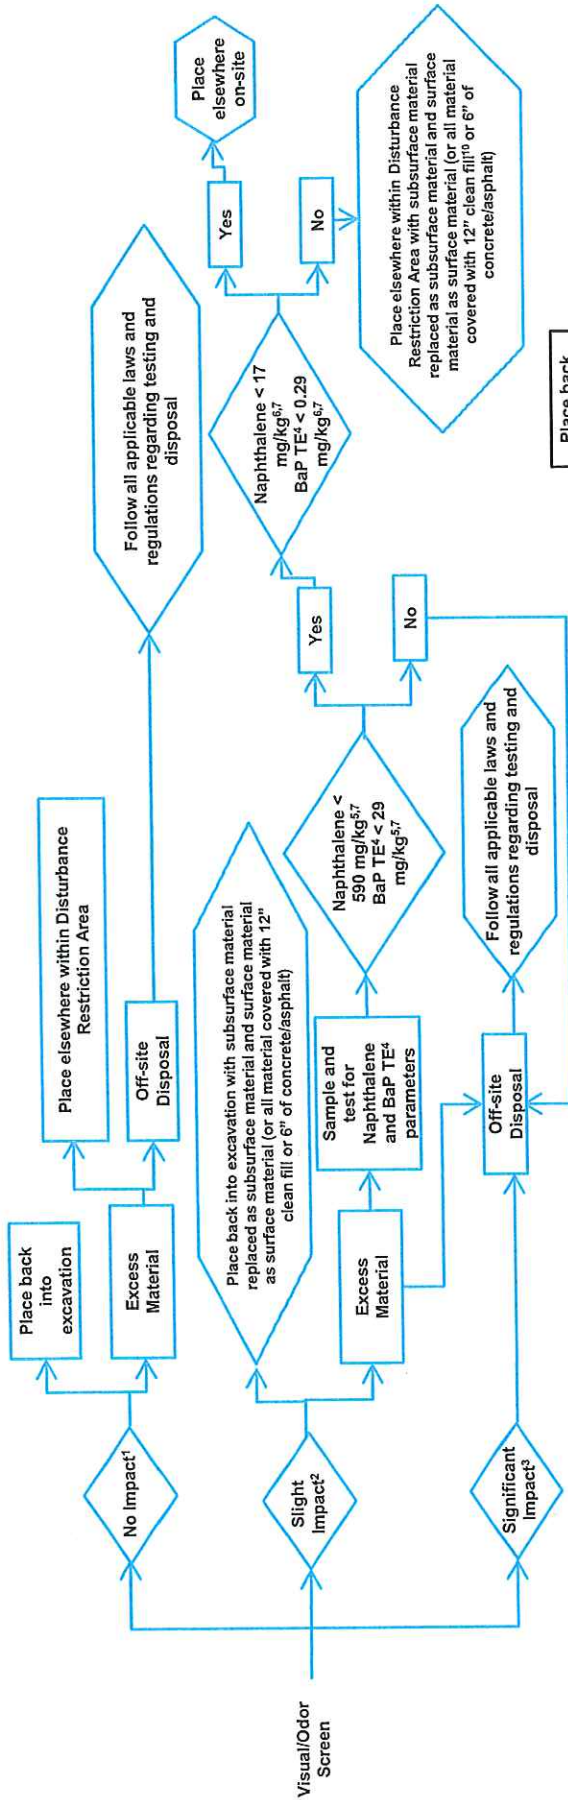 Visual/Odor
Screen
No Impact¹
Place back
into
excavation
Excess
Material
Place elsewhere within Disturbance
Restriction Area
Off-site
Disposal
Follow all applicable laws and
regulations regarding testing and
disposal
Slight
Impact²
Place back into excavation with subsurface material
replaced as subsurface material and surface material
as surface material (or all material covered with 12"
clean fill or 6" of concrete/asphalt)
Excess
Material
Sample and
test for
Naphthalene
and BaP TE⁴
parameters
Naphthalene <
590 mg/kg⁵,⁷
BaP TE⁴ < 29
mg/kg⁵,⁷
Yes
No
Naphthalene < 17
mg/kg⁶,⁷
BaP TE⁴ < 0.29
mg/kg⁶,⁷
Yes
No
Place
elsewhere
on-site
Place elsewhere within Disturbance
Restriction Area with subsurface material
replaced as subsurface material and surface
material as surface material (or all material
covered with 12" clean fill¹⁰ or 6" of
concrete/asphalt)
Significant
Impact³
Off-site
Disposal
Follow all applicable laws and
regulations regarding testing and
disposal
Place back